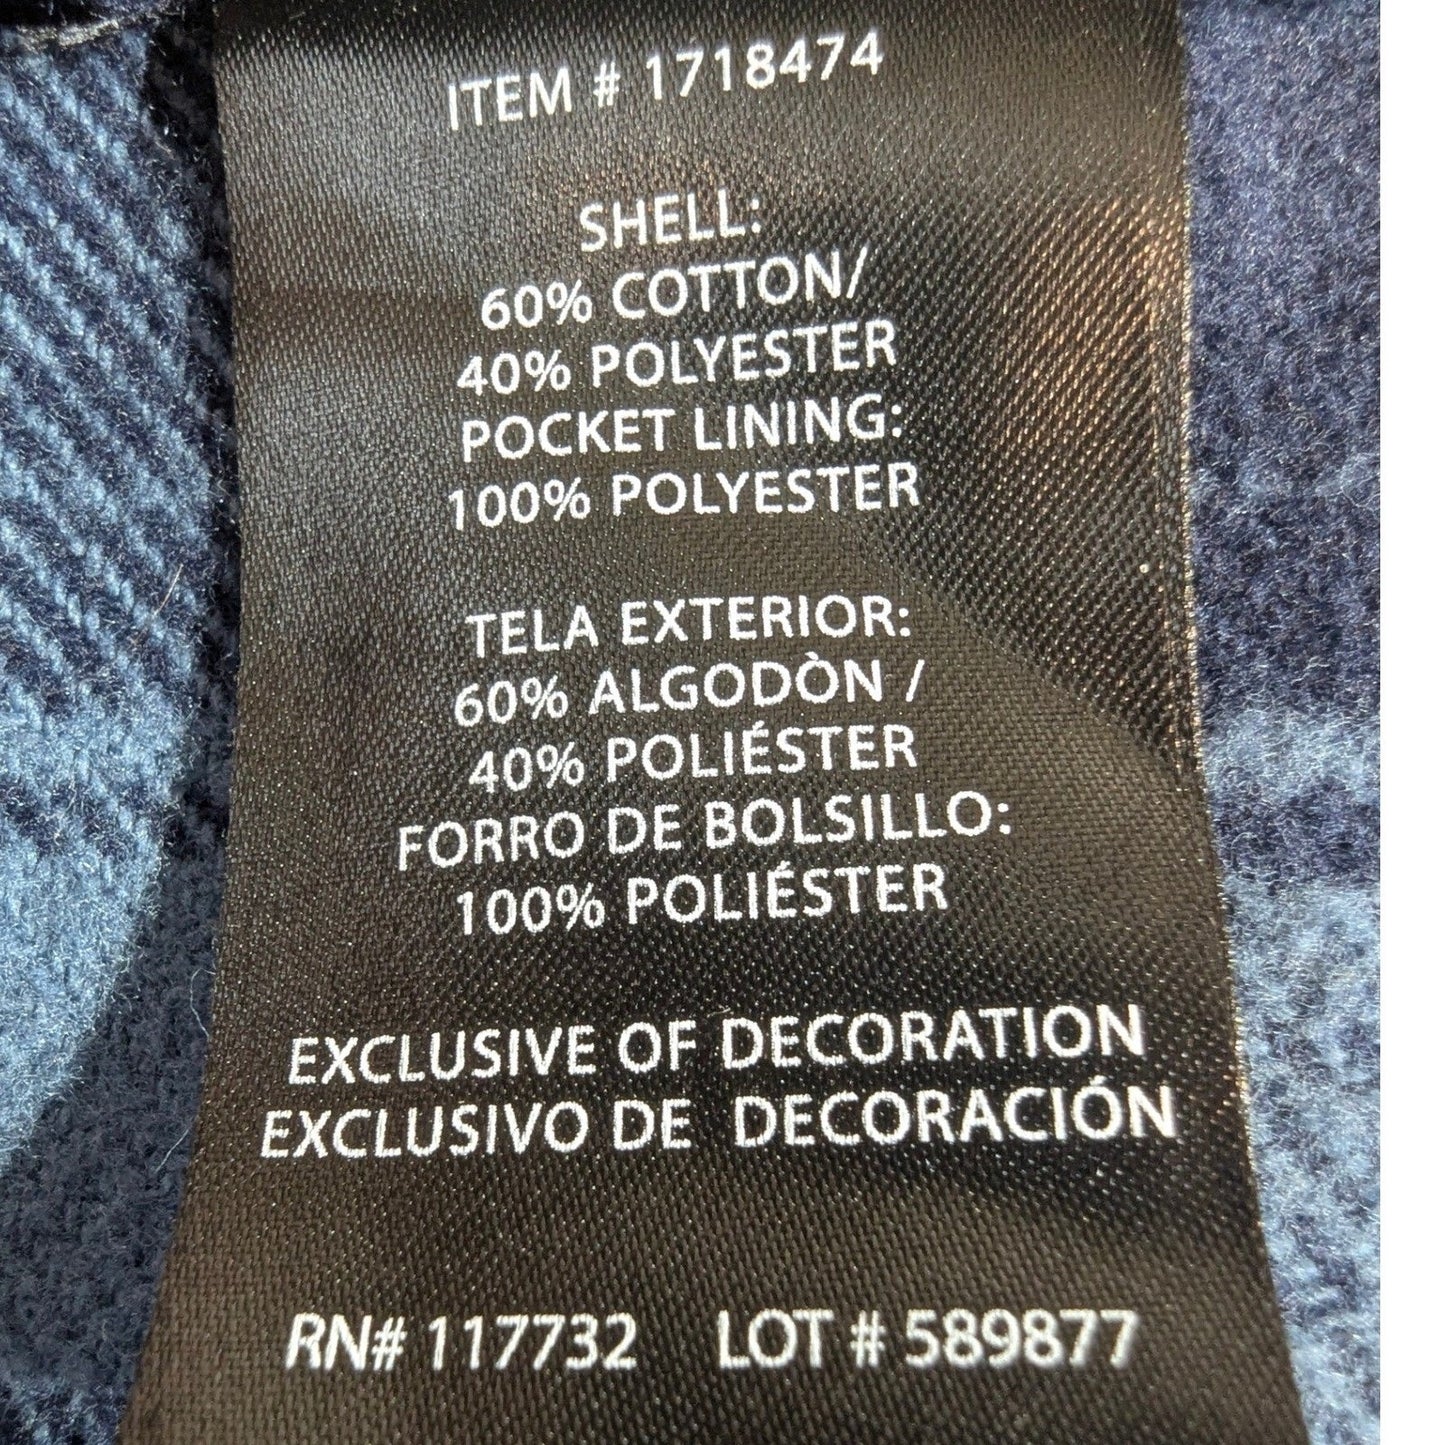 ITEM # 1718474
SHELL:
60% COTTON/
40% POLYESTER
POCKET LINING:
100% POLYESTER
TELA EXTERIOR:
60% ALGODÒN /
40% POLIÉSTER
FORRO DE BOLSILLO:
100% POLIÉSTER
EXCLUSIVE OF DECORATION
EXCLUSIVO DE DECORACIÓN
RN# 117732 LOT # 589877